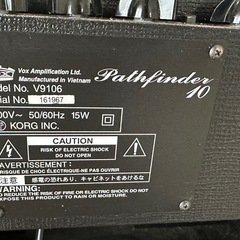 Vox Amplification Ltd.
Manufactured in Vietnam
Pathfinder
10
del No. V9106
ial No. 161967
00V~ 50/60Hz 15W
© KORG INC.
CAUTION
RISK OF ELECTRIC SHOCK
DO NOT OPEN
AVERTISSEMENT:
RISQUE DE CHOC ELECTRIQUE-NE PAS OUVRIR.
注意 感電の恐れあり、キャビネットをあけるな
WARNING: TO REDUCE THE RISK OF FIRE OR
ELECTRIC SHOCK DO NOT EXPOSE THIS
TO RAIN OR MOISTURE.